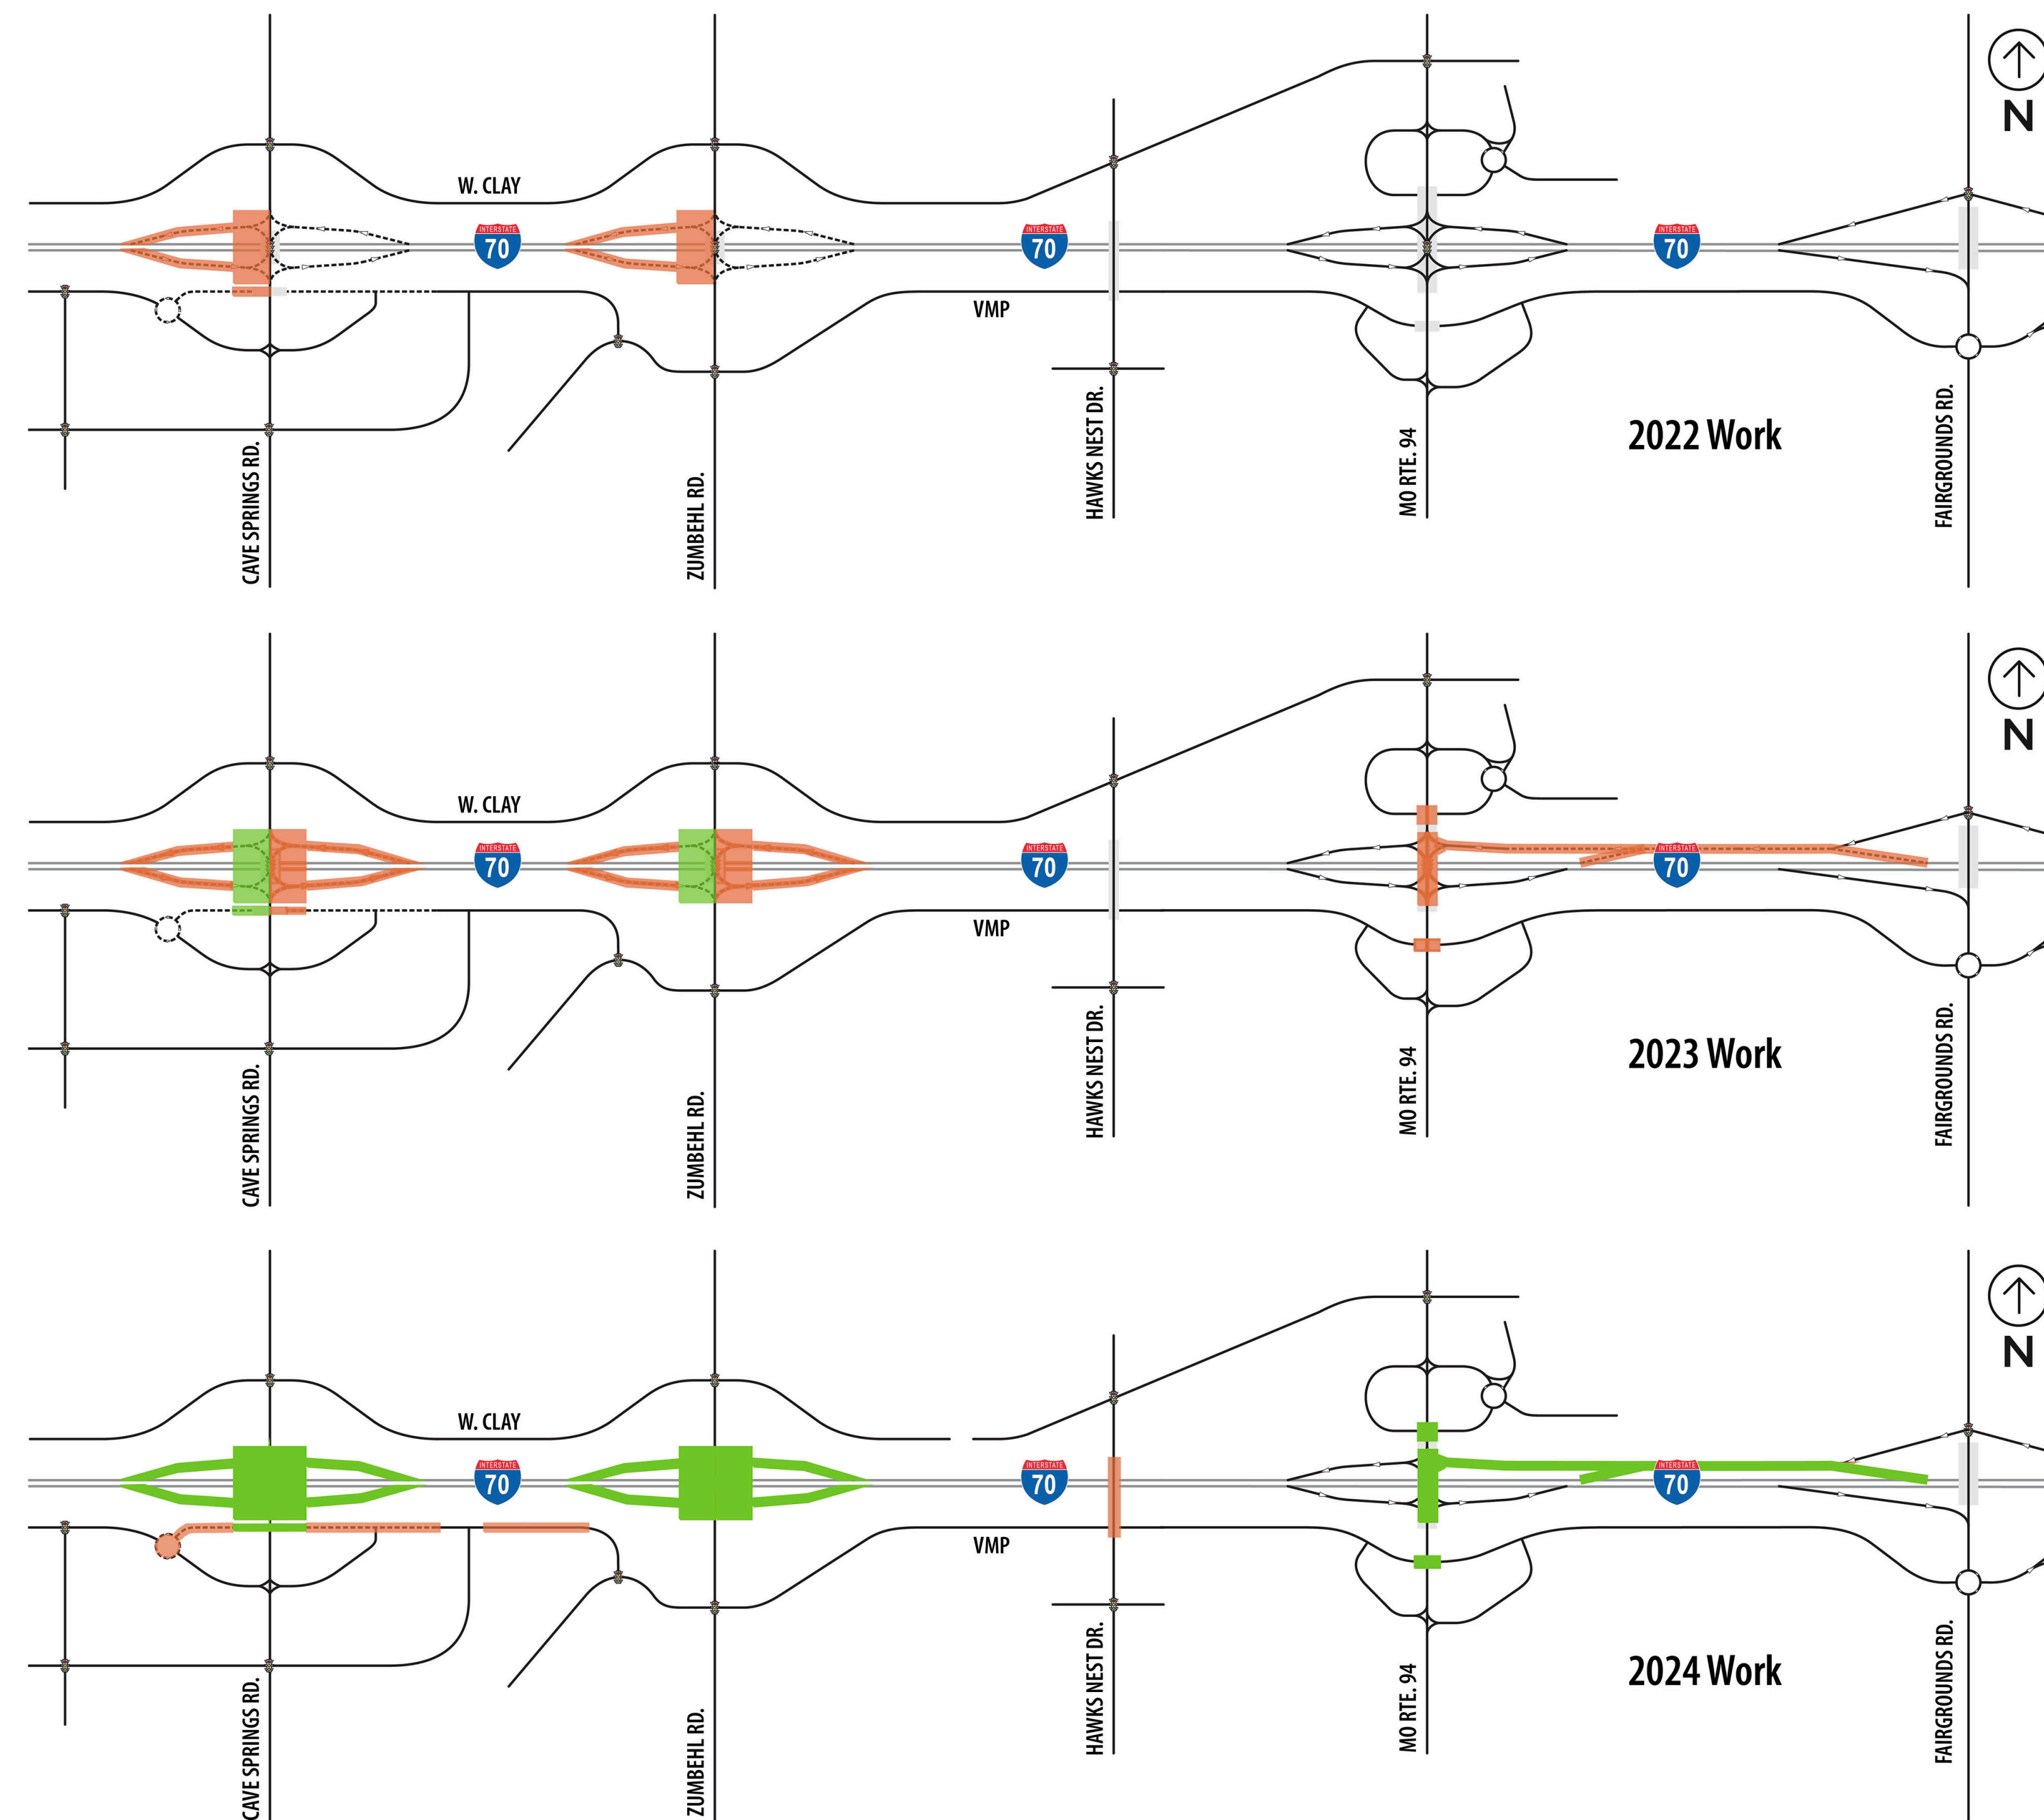 N
W. CLAY
INTERSTATE
70
INTERSTATE
70
INTERSTATE
70
VMP
CAVE SPRINGS RD.
ZUMBEHL RD.
HAWKS NEST DR.
MO RTE. 94
2022 Work
FAIRGROUNDS RD.
N
W. CLAY
INTERSTATE
70
INTERSTATE
70
INTERSTATE
70
VMP
CAVE SPRINGS RD.
ZUMBEHL RD.
HAWKS NEST DR.
MO RTE. 94
2023 Work
FAIRGROUNDS RD.
N
W. CLAY
INTERSTATE
70
INTERSTATE
70
INTERSTATE
70
VMP
CAVE SPRINGS RD.
ZUMBEHL RD.
HAWKS NEST DR.
MO RTE. 94
2024 Work
FAIRGROUNDS RD.